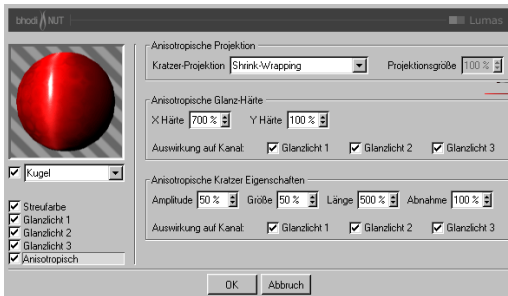 bhodi NUT
Lumas
Anisotropische Projektion
Kratzer-Projektion Shrink-Wrapping Projektionsgröße 100 %
Anisotropische Glanz-Härte
X Härte 700 % Y Härte 100 %
Auswirkung auf Kanal: Glanzlicht 1 Glanzlicht 2 Glanzlicht 3
Kugel
Anisotropische Kratzer Eigenschaften
Amplitude 50 % Größe 50 % Länge 500 % Abnahme 100 %
Auswirkung auf Kanal: Glanzlicht 1 Glanzlicht 2 Glanzlicht 3
Streufarbe
Glanzlicht 1
Glanzlicht 2
Glanzlicht 3
Anisotropisch
OK Abbruch